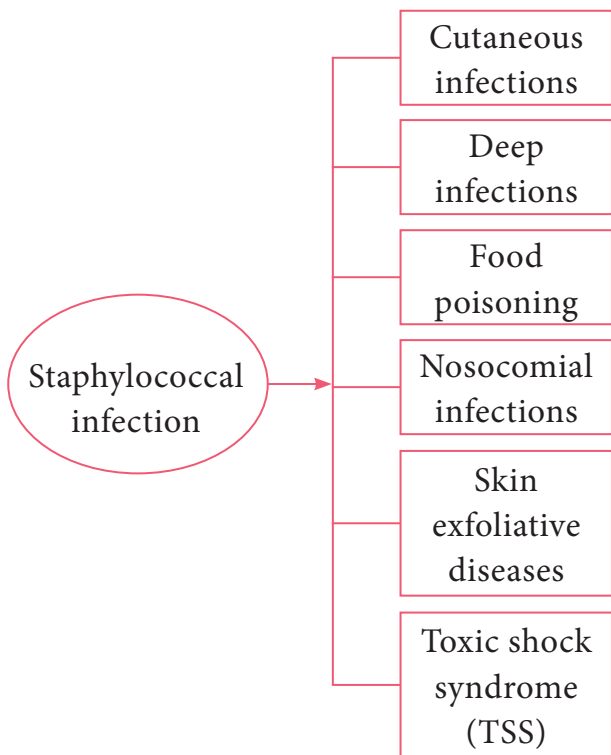 Cutaneous
infections
Deep
infections
Food
poisoning
Staphylococcal
infection
Nosocomial
infections
Skin
exfoliative
diseases
Toxic shock
syndrome
(TSS)